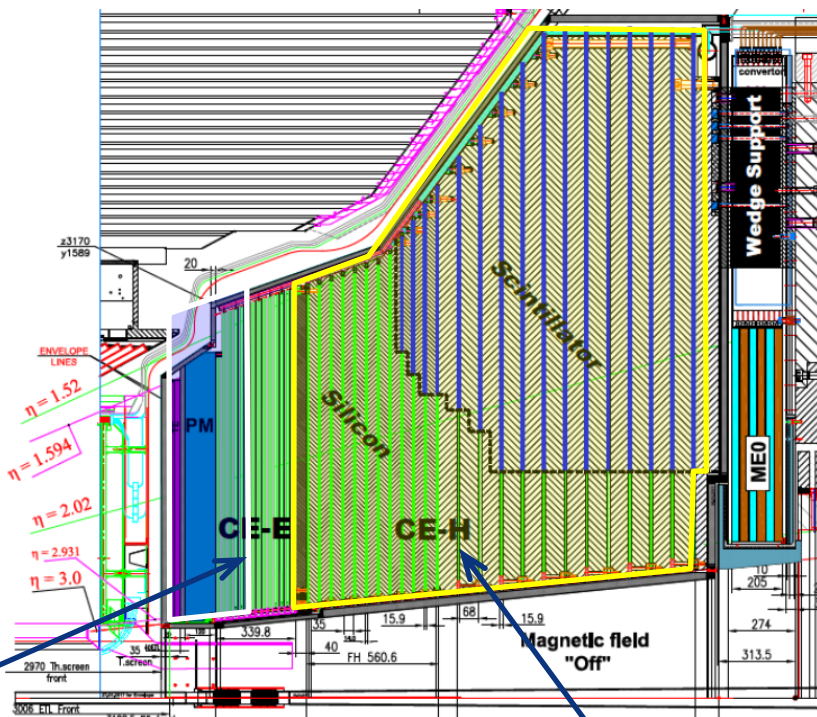 convertor
Wedge Support
z3170
y1589
20
ENVELOPE
LINES
η = 1.52
η = 1.594
η = 2.02
η = 2.931
η = 3.0
PM
Silicon
Scintillator
CE-E
CE-H
ME0
10
205
274
313.5
35
T.screen
339.8
35
40
15.9
FH 560.6
68
15.9
Magnetic field
"Off"
2970 Th.screen
front
3006 ETL Front